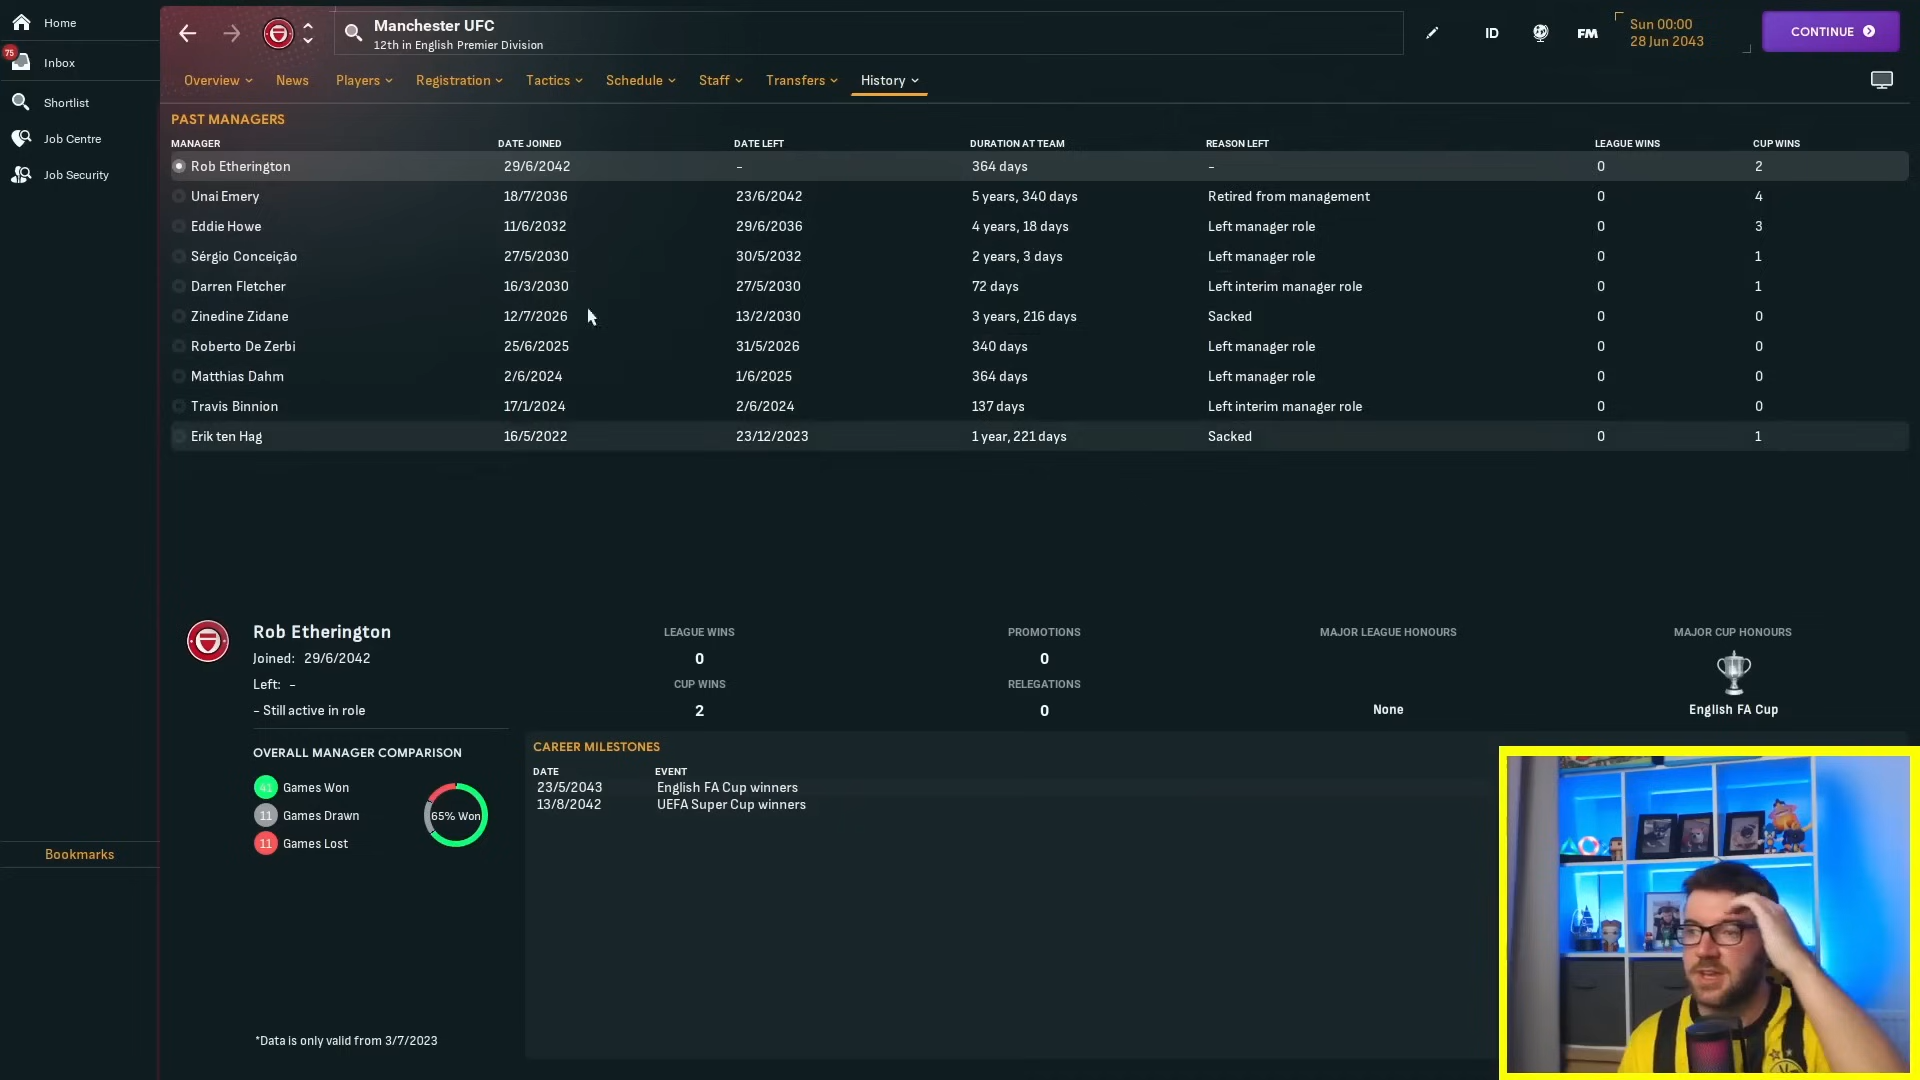 Home
75
Inbox
Shortlist
Job Centre
Job Security
Bookmarks
Manchester UFC
12th in English Premier Division
ID
FM
Sun 00:00
28 Jun 2043
CONTINUE
Overview News Players Registration Tactics Schedule Staff Transfers History
PAST MANAGERS
MANAGER DATE JOINED DATE LEFT DURATION AT TEAM REASON LEFT LEAGUE WINS CUP WINS
Rob Etherington 29/6/2042 - 364 days - 0 2
Unai Emery 18/7/2036 23/6/2042 5 years, 340 days Retired from management 0 4
Eddie Howe 11/6/2032 29/6/2036 4 years, 18 days Left manager role 0 3
Sérgio Conceição 27/5/2030 30/5/2032 2 years, 3 days Left manager role 0 1
Darren Fletcher 16/3/2030 27/5/2030 72 days Left interim manager role 0 1
Zinedine Zidane 12/7/2026 13/2/2030 3 years, 216 days Sacked 0 0
Roberto De Zerbi 25/6/2025 31/5/2026 340 days Left manager role 0 0
Matthias Dahm 2/6/2024 1/6/2025 364 days Left manager role 0 0
Travis Binnion 17/1/2024 2/6/2024 137 days Left interim manager role 0 0
Erik ten Hag 16/5/2022 23/12/2023 1 year, 221 days Sacked 0 1
Rob Etherington
Joined: 29/6/2042
Left: -
- Still active in role
LEAGUE WINS
0
CUP WINS
2
PROMOTIONS
0
RELEGATIONS
0
MAJOR LEAGUE HONOURS
None
MAJOR CUP HONOURS
English FA Cup
OVERALL MANAGER COMPARISON
41 Games Won
11 Games Drawn
11 Games Lost
65% Won
*Data is only valid from 3/7/2023
CAREER MILESTONES
DATE EVENT
23/5/2043 English FA Cup winners
13/8/2042 UEFA Super Cup winners